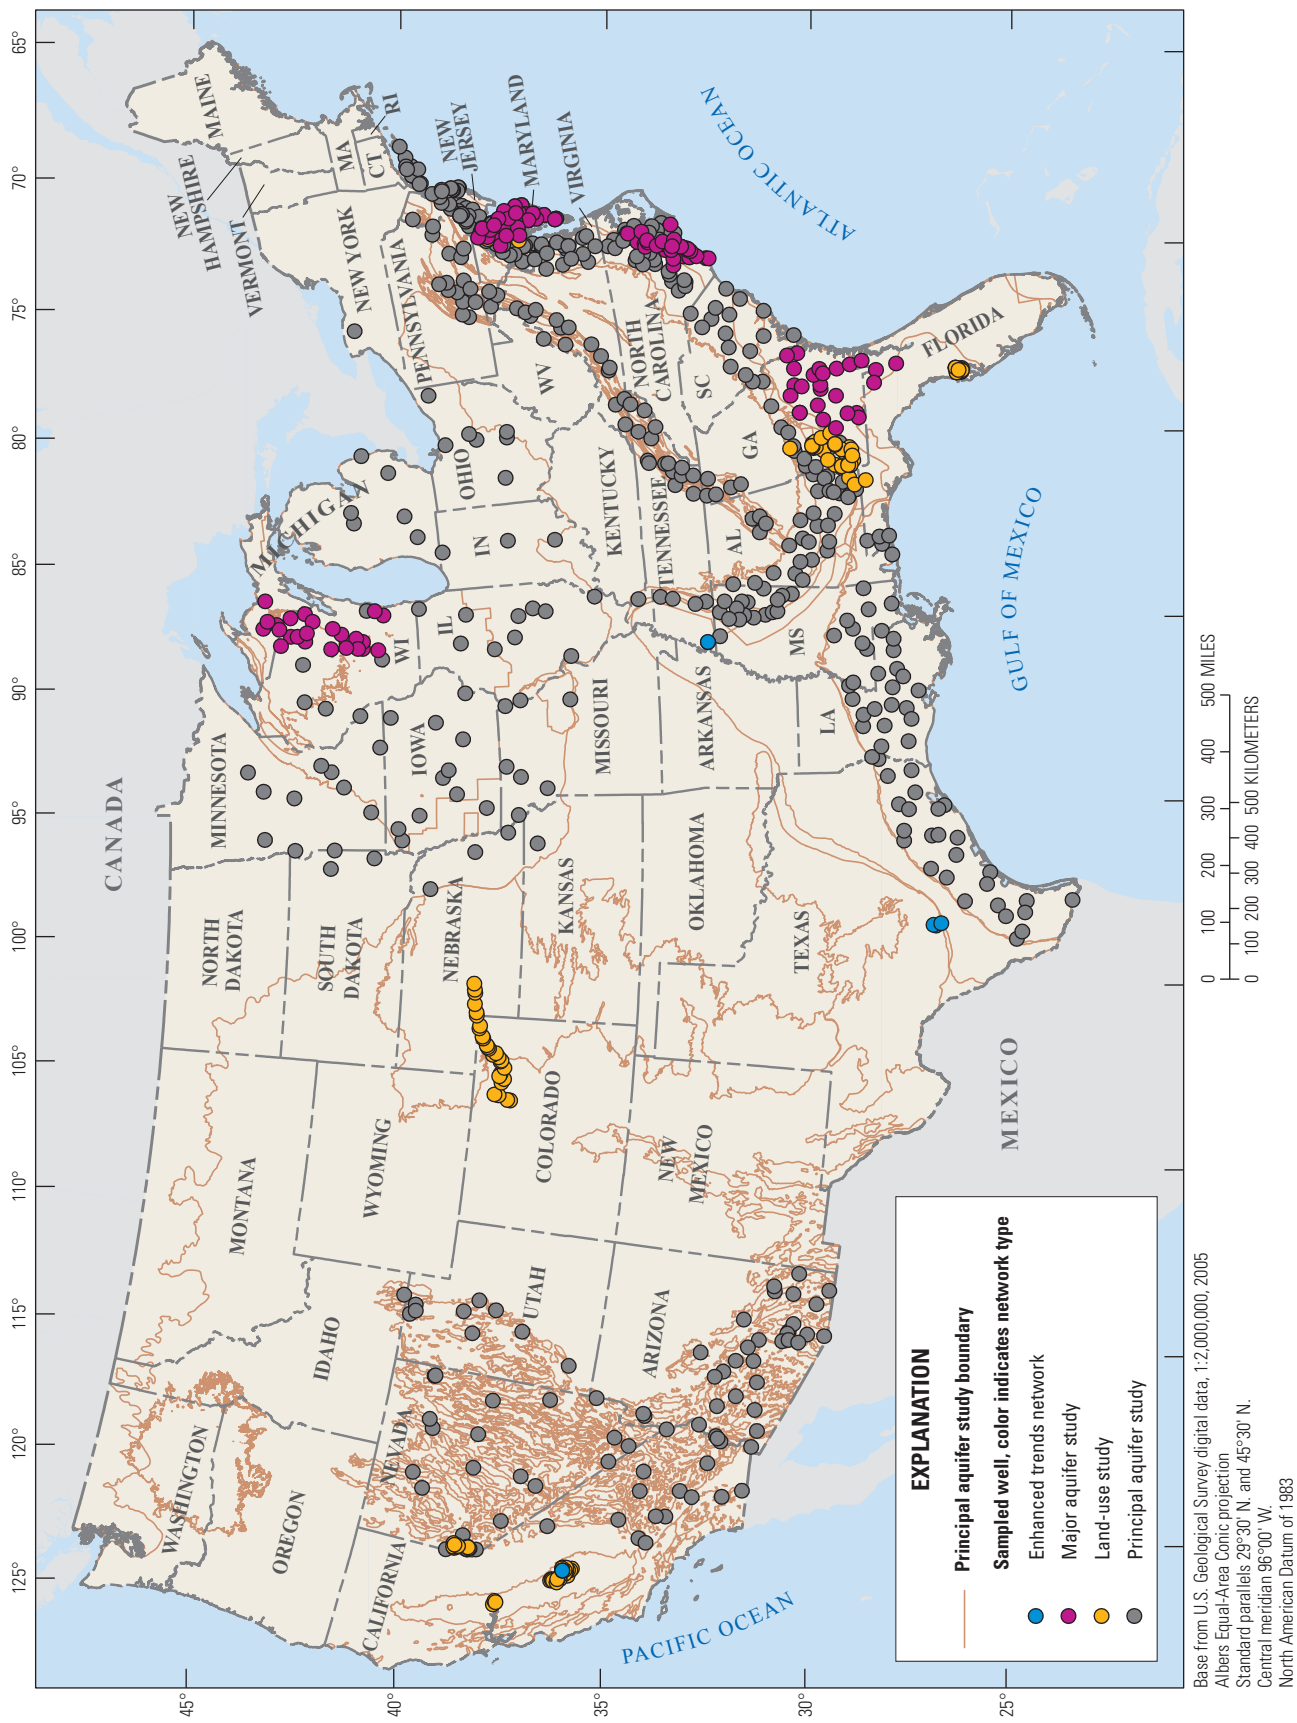 125°
120°
115°
110°
105°
100°
95°
90°
85°
80°
75°
70°
65°
45°
40°
35°
30°
25°
CANADA
WASHINGTON
OREGON
CALIFORNIA
NEVADA
IDAHO
MONTANA
WYOMING
UTAH
ARIZONA
COLORADO
NEW
MEXICO
NORTH
DAKOTA
SOUTH
DAKOTA
NEBRASKA
KANSAS
OKLAHOMA
TEXAS
MINNESOTA
IOWA
MISSOURI
ARKANSAS
LA
WI
IL
MICHIGAN
IN
OHIO
KENTUCKY
TENNESSEE
MS
AL
GA
FLORIDA
SC
NORTH
CAROLINA
WV
VIRGINIA
MARYLAND
NEW
JERSEY
PENNSYLVANIA
NEW YORK
VERMONT
NEW
HAMPSHIRE
MAINE
MA
CT
RI
PACIFIC OCEAN
ATLANTIC OCEAN
GULF OF MEXICO
MEXICO
EXPLANATION
Principal aquifer study boundary
Sampled well, color indicates network type
Enhanced trends network
Major aquifer study
Land-use study
Principal aquifer study
0 100 200 300 400 500 MILES
0 100 200 300 400 500 KILOMETERS
Base from U.S. Geological Survey digital data, 1:2,000,000, 2005
Albers Equal-Area Conic projection
Standard parallels 29°30' N. and 45°30' N.
Central meridian 96°00' W.
North American Datum of 1983